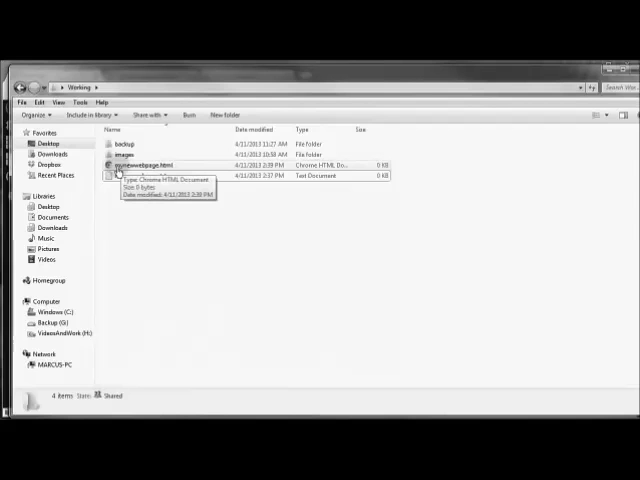 Working
Search Wor...
File Edit View Tools Help
Organize Include in library Share with Burn New folder
Name Date modified Type Size
backup 4/11/2013 11:27 AM File folder
images 4/11/2013 10:58 AM File folder
mynewwebpage.html 4/11/2013 2:39 PM Chrome HTML Do... 0 KB
4/11/2013 2:37 PM Text Document 0 KB
Type: Chrome HTML Document
Size: 0 bytes
Date modified: 4/11/2013 2:39 PM
Favorites
Desktop
Downloads
Dropbox
Recent Places
Libraries
Desktop
Documents
Downloads
Music
Pictures
Videos
Homegroup
Computer
Windows (C:)
Backup (G:)
VideosAndWork (H:)
Network
MARCUS-PC
4 items State: Shared